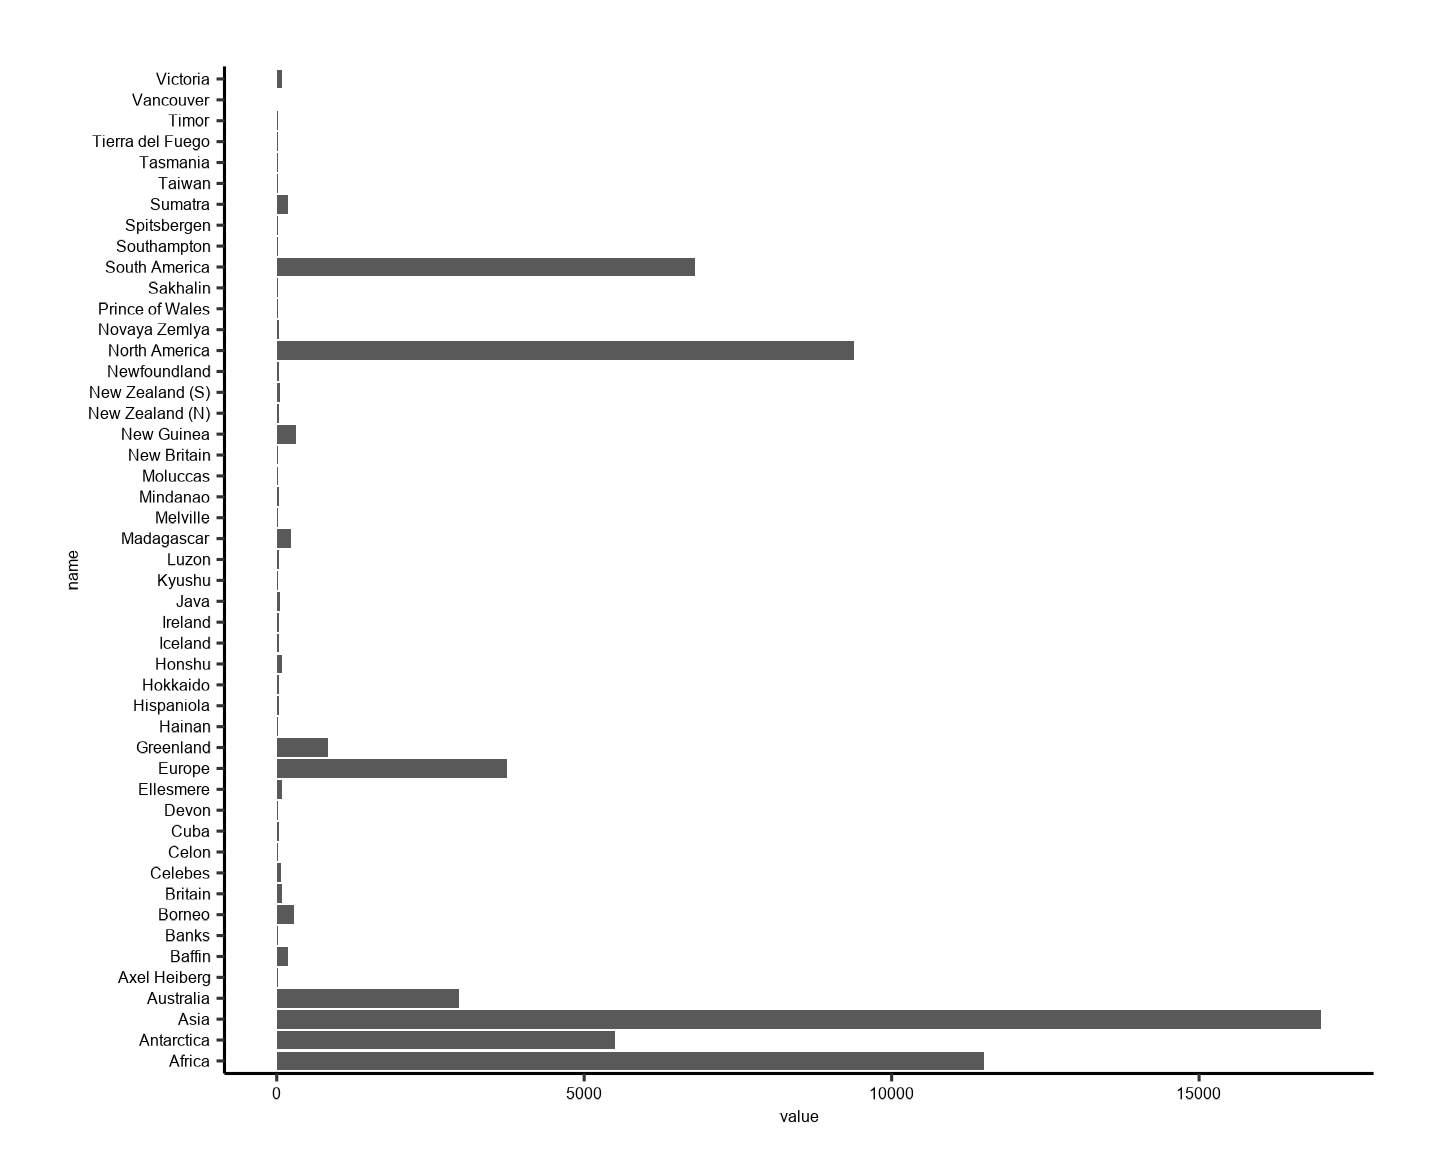 Victoria
Vancouver
Timor
Tierra del Fuego
Tasmania
Taiwan
Sumatra
Spitsbergen
Southampton
South America
Sakhalin
Prince of Wales
Novaya Zemlya
North America
Newfoundland
New Zealand (S)
New Zealand (N)
New Guinea
New Britain
Moluccas
Mindanao
Melville
Madagascar
Luzon
Kyushu
Java
Ireland
Iceland
Honshu
Hokkaido
Hispaniola
Hainan
Greenland
Europe
Ellesmere
Devon
Cuba
Celon
Celebes
Britain
Borneo
Banks
Baffin
Axel Heiberg
Australia
Asia
Antarctica
Africa
name
0 5000 10000 15000
value